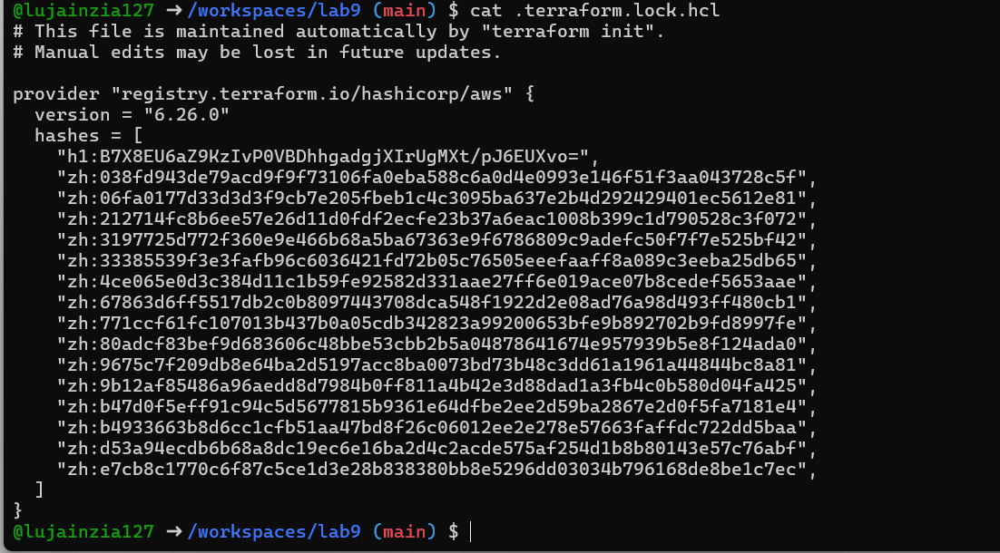 @lujainzia127 → /workspaces/lab9 (main) $ cat .terraform.lock.hcl
# This file is maintained automatically by "terraform init".
# Manual edits may be lost in future updates.

provider "registry.terraform.io/hashicorp/aws" {
  version = "6.26.0"
  hashes = [
    "h1:B7X8EU6aZ9KzIvP0VBDhhgadgjXIrUgMXt/pJ6EUXvo=",
    "zh:038fd943de79acd9f9f73106fa0eba588c6a0d4e0993e146f51f3aa043728c5f",
    "zh:06fa0177d33d3d3f9cb7e205fbeb1c4c3095ba637e2b4d292429401ec5612e81",
    "zh:212714fc8b6ee57e26d11d0fdf2ecfe23b37a6eac1008b399c1d790528c3f072",
    "zh:3197725d772f360e9e466b68a5ba67363e9f6786809c9adefc50f7f7e525bf42",
    "zh:33385539f3e3fafb96c6036421fd72b05c76505eeefaaff8a089c3eeba25db65",
    "zh:4ce065e0d3c384d11c1b59fe92582d331aae27ff6e019ace07b8cedef5653aae",
    "zh:67863d6ff5517db2c0b8097443708dca548f1922d2e08ad76a98d493ff480cb1",
    "zh:771ccf61fc107013b437b0a05cdb342823a99200653bfe9b892702b9fd8997fe",
    "zh:80adcf83bef9d683606c48bbe53cbb2b5a04878641674e957939b5e8f124ada0",
    "zh:9675c7f209db8e64ba2d5197acc8ba0073bd73b48c3dd61a1961a44844bc8a81",
    "zh:9b12af85486a96aedd8d7984b0ff811a4b42e3d88dad1a3fb4c0b580d04fa425",
    "zh:b47d0f5eff91c94c5d5677815b9361e64dfbe2ee2d59ba2867e2d0f5fa7181e4",
    "zh:b4933663b8d6cc1cfb51aa47bd8f26c06012ee2e278e57663faffdc722dd5baa",
    "zh:d53a94ecdb6b68a8dc19ec6e16ba2d4c2acde575af254d1b8b80143e57c76abf",
    "zh:e7cb8c1770c6f87c5ce1d3e28b838380bb8e5296dd03034b796168de8be1c7ec",
  ]
}
@lujainzia127 → /workspaces/lab9 (main) $